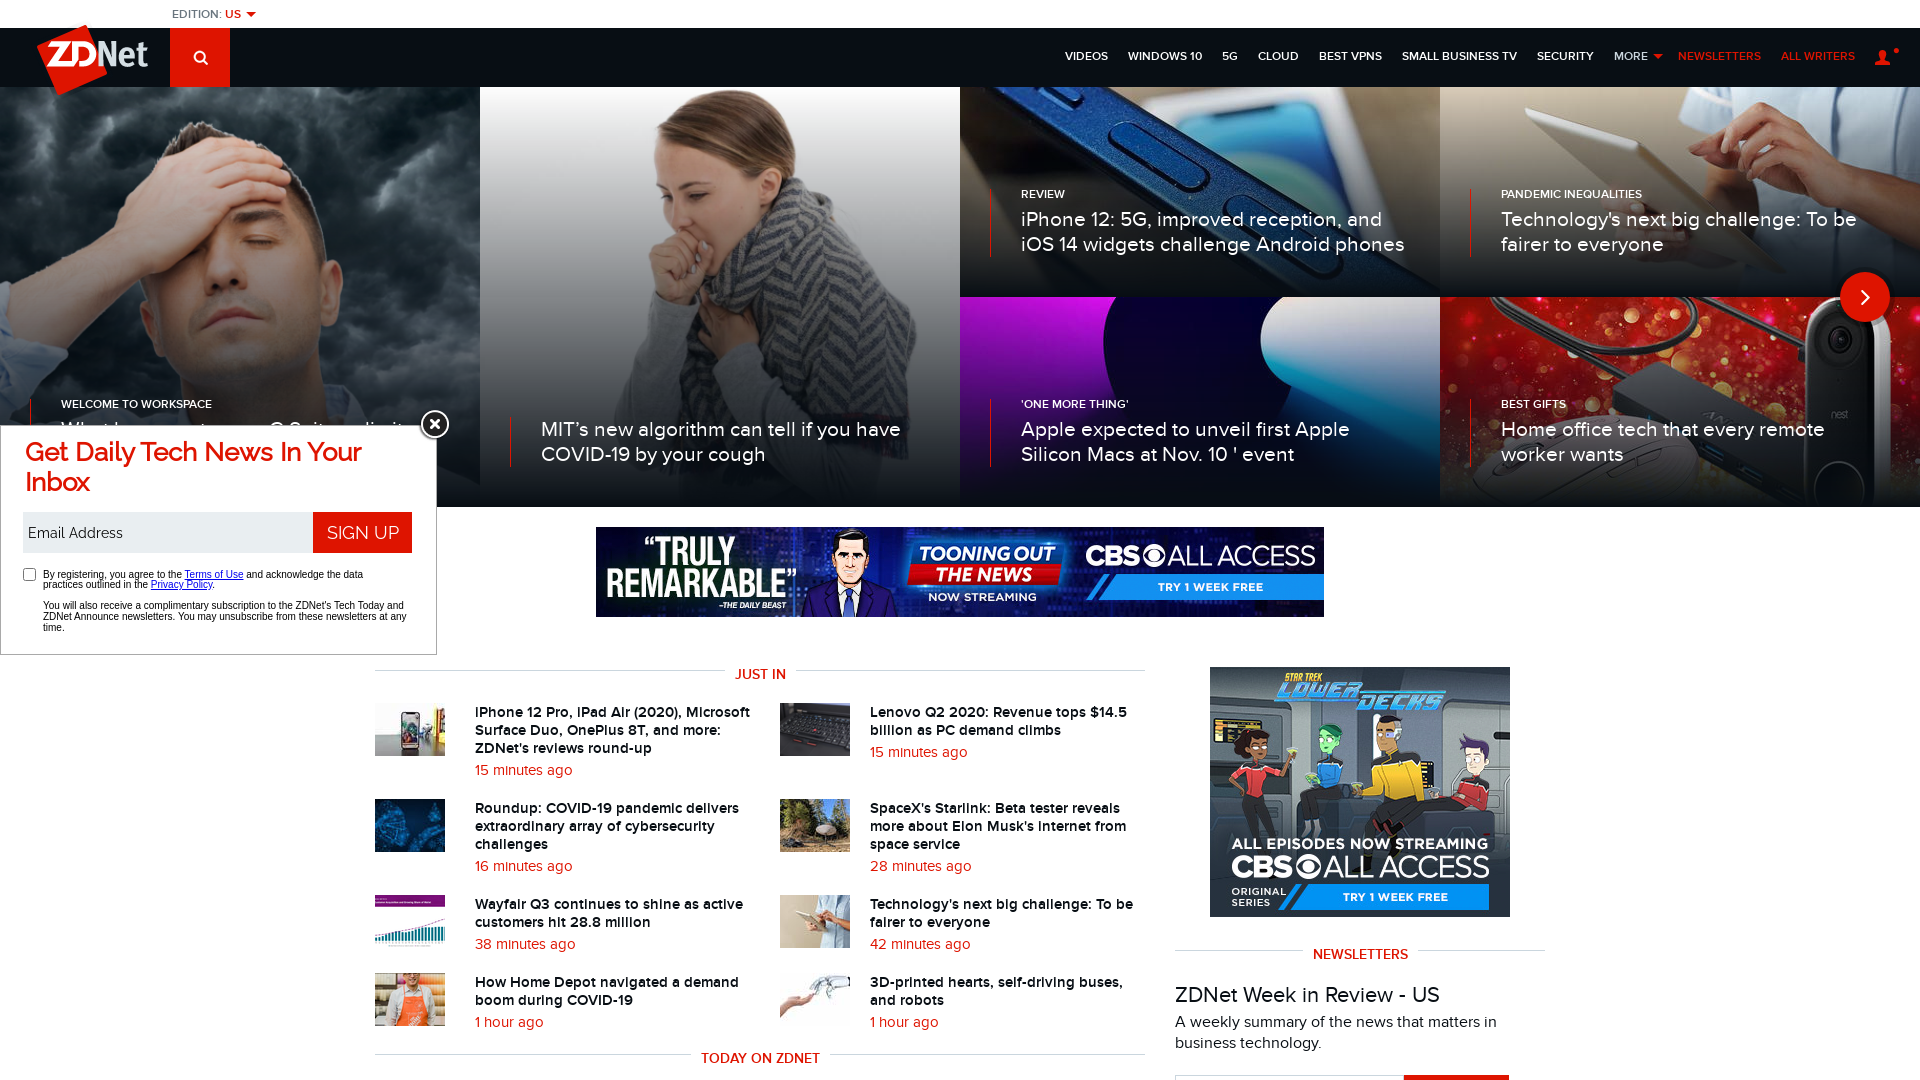 EDITION: US
ZDNet
VIDEOS WINDOWS 10 5G CLOUD BEST VPNS SMALL BUSINESS TV SECURITY MORE NEWSLETTERS ALL WRITERS
REVIEW
iPhone 12: 5G, improved reception, and
iOS 14 widgets challenge Android phones
PANDEMIC INEQUALITIES
Technology's next big challenge: To be
fairer to everyone
WELCOME TO WORKSPACE
MIT’s new algorithm can tell if you have
COVID-19 by your cough
'ONE MORE THING'
Apple expected to unveil first Apple
Silicon Macs at Nov. 10 ' event
BEST GIFTS
Home office tech that every remote
worker wants
nest
Get Daily Tech News In Your
Inbox
Email Address
SIGN UP
By registering, you agree to the Terms of Use and acknowledge the data
practices outlined in the Privacy Policy.
You will also receive a complimentary subscription to the ZDNet's Tech Today and
ZDNet Announce newsletters. You may unsubscribe from these newsletters at any
time.
“TRULY
REMARKABLE”
–THE DAILY BEAST
TOONING OUT
THE NEWS
NOW STREAMING
CBS ALL ACCESS
TRY 1 WEEK FREE
JUST IN
iPhone 12 Pro, iPad Air (2020), Microsoft
Surface Duo, OnePlus 8T, and more:
ZDNet's reviews round-up
15 minutes ago
Lenovo Q2 2020: Revenue tops $14.5
billion as PC demand climbs
15 minutes ago
Roundup: COVID-19 pandemic delivers
extraordinary array of cybersecurity
challenges
16 minutes ago
SpaceX's Starlink: Beta tester reveals
more about Elon Musk's internet from
space service
28 minutes ago
Wayfair Q3 continues to shine as active
customers hit 28.8 million
38 minutes ago
Technology's next big challenge: To be
fairer to everyone
42 minutes ago
How Home Depot navigated a demand
boom during COVID-19
1 hour ago
3D-printed hearts, self-driving buses,
and robots
1 hour ago
TODAY ON ZDNET
STAR TREK
LOWER DECKS
ALL EPISODES NOW STREAMING
CBS ALL ACCESS
ORIGINAL
SERIES
TRY 1 WEEK FREE
NEWSLETTERS
ZDNet Week in Review - US
A weekly summary of the news that matters in
business technology.